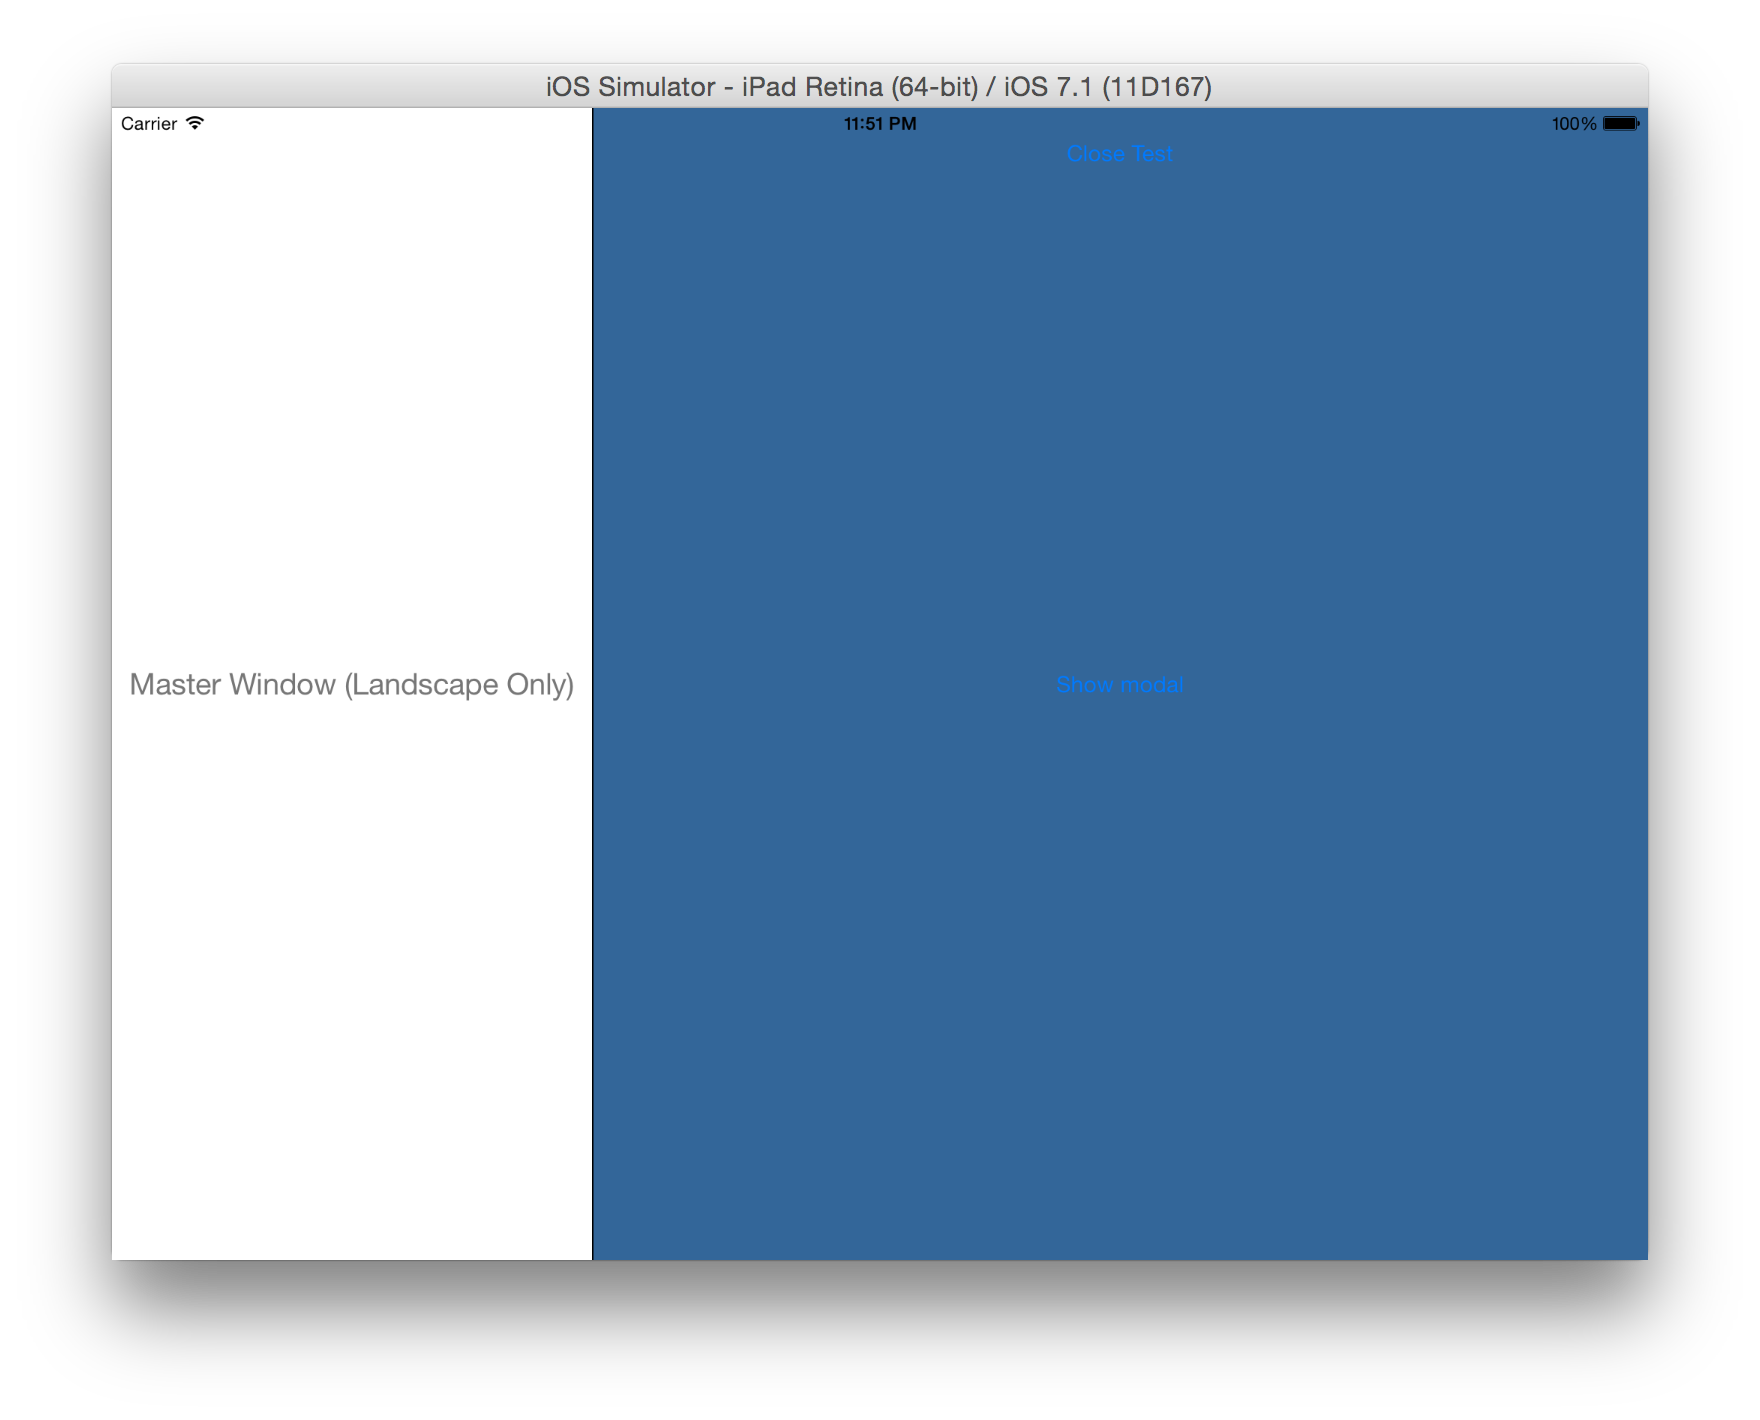 iOS Simulator - iPad Retina (64-bit) / iOS 7.1 (11D167)
Carrier 11:51 PM 100%
Close Test
Master Window (Landscape Only) Show modal